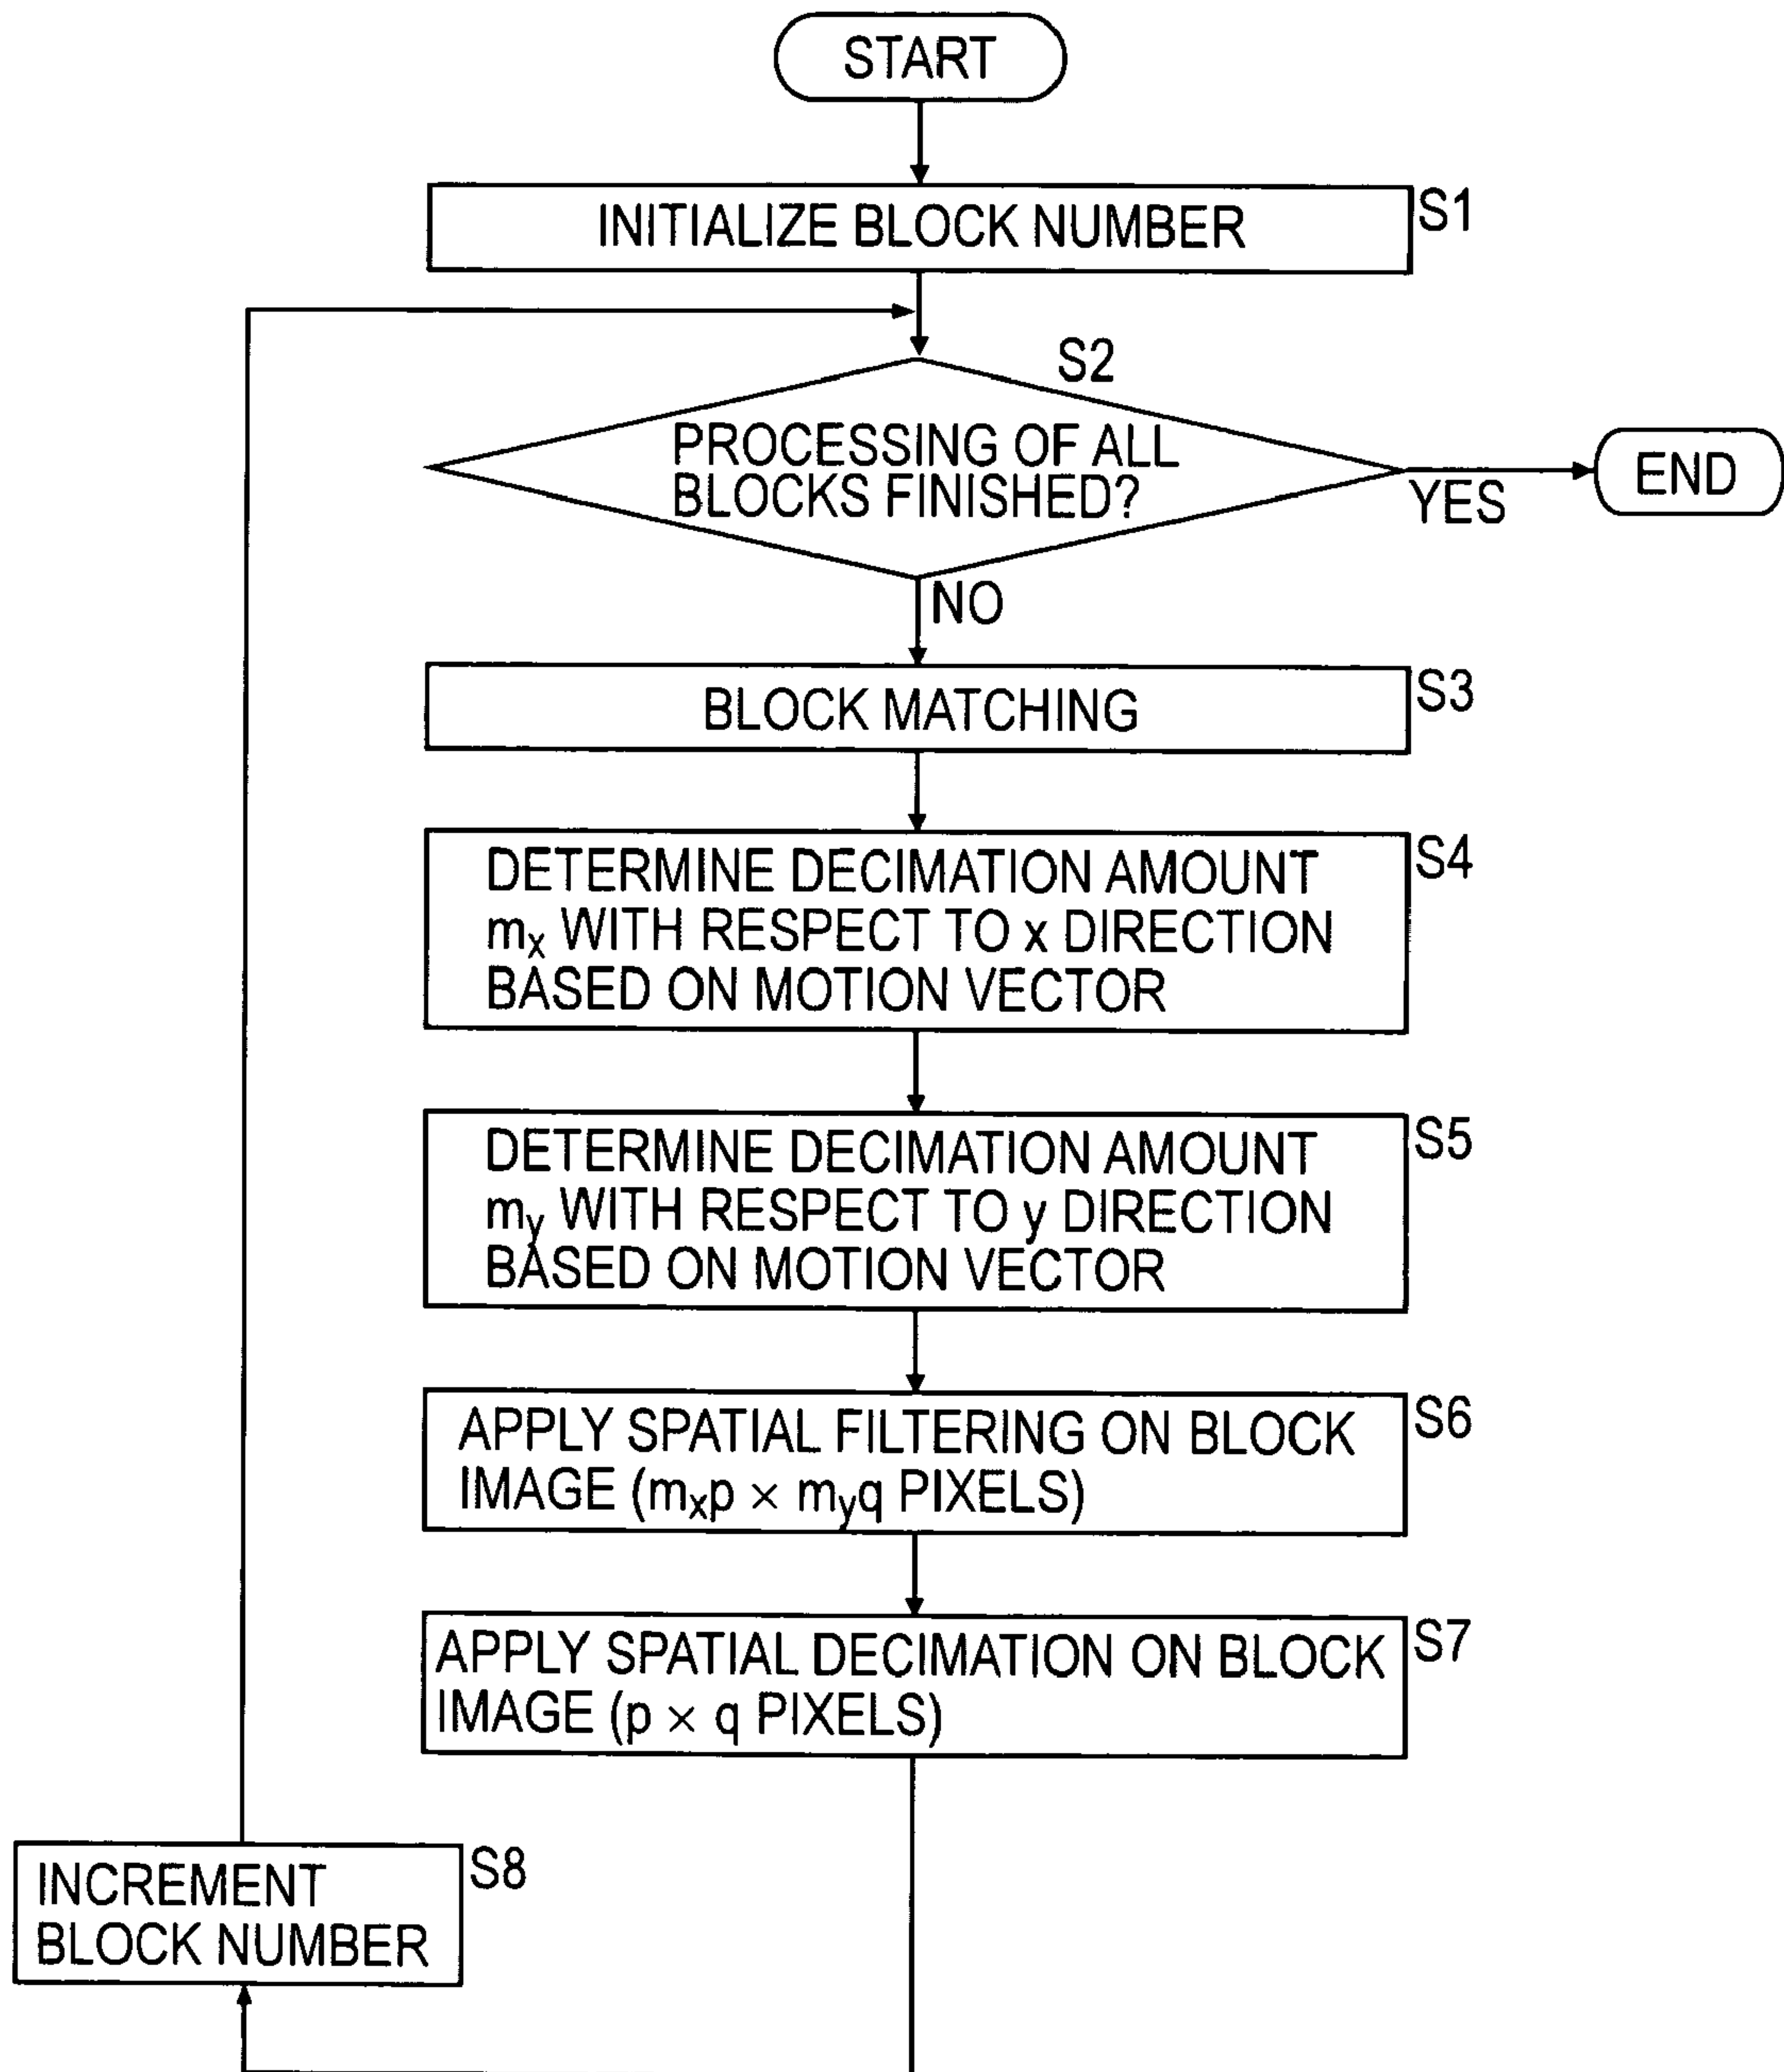 START
INITIALIZE BLOCK NUMBER
S1
S2
PROCESSING OF ALL
BLOCKS FINISHED?
YES
END
NO
BLOCK MATCHING
S3
DETERMINE DECIMATION AMOUNT
mx WITH RESPECT TO x DIRECTION
BASED ON MOTION VECTOR
S4
DETERMINE DECIMATION AMOUNT
my WITH RESPECT TO y DIRECTION
BASED ON MOTION VECTOR
S5
APPLY SPATIAL FILTERING ON BLOCK
IMAGE (mxp × myq PIXELS)
S6
APPLY SPATIAL DECIMATION ON BLOCK
IMAGE (p × q PIXELS)
S7
INCREMENT
BLOCK NUMBER
S8